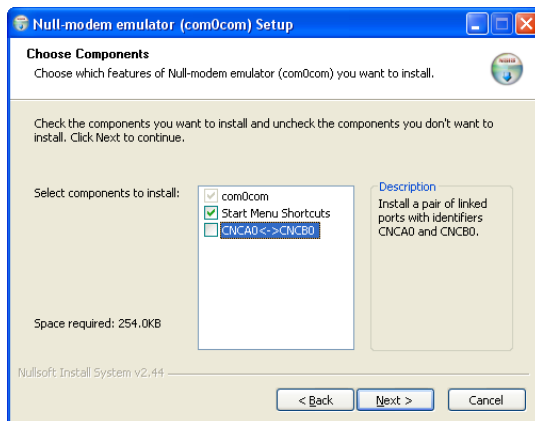 Null-modem emulator (com0com) Setup
Choose Components
Choose which features of Null-modem emulator (com0com) you want to install.
Check the components you want to install and uncheck the components you don't want to
install. Click Next to continue.
Select components to install:
com0com
Start Menu Shortcuts
CNCA0<->CNCB0
Description
Install a pair of linked
ports with identifiers
CNCA0 and CNCB0.
Space required: 254.0KB
Nullsoft Install System v2.44
< Back
Next >
Cancel